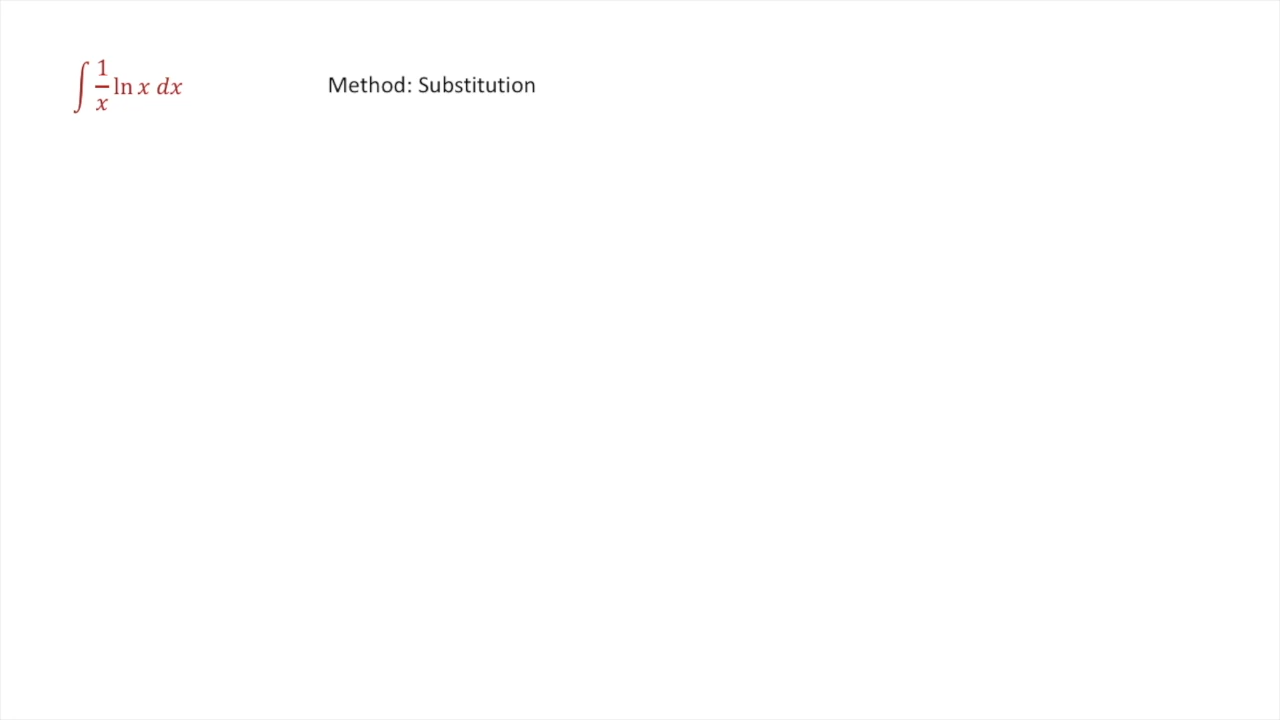 ∫ 1/x ln x dx Method: Substitution